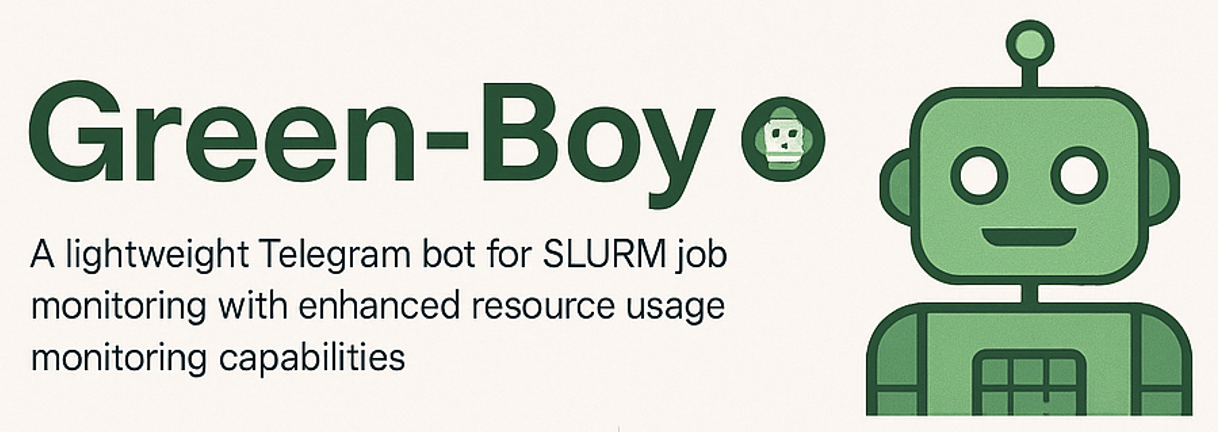 Green-Boy
A lightweight Telegram bot for SLURM job
monitoring with enhanced resource usage
monitoring capabilities